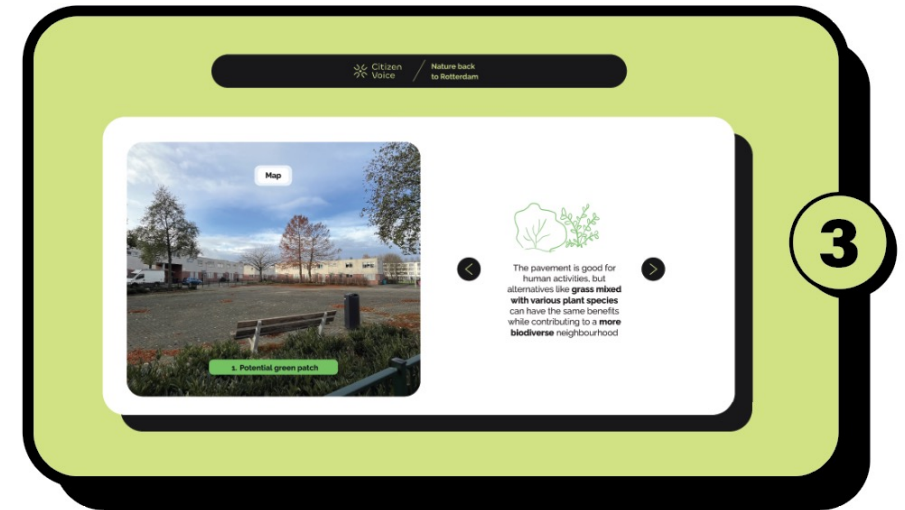 Citizen
Voice
Nature back
to Rotterdam
Map
1. Potential green patch
The pavement is good for
human activities, but
alternatives like grass mixed
with various plant species
can have the same benefits
while contributing to a more
biodiverse neighbourhood
3